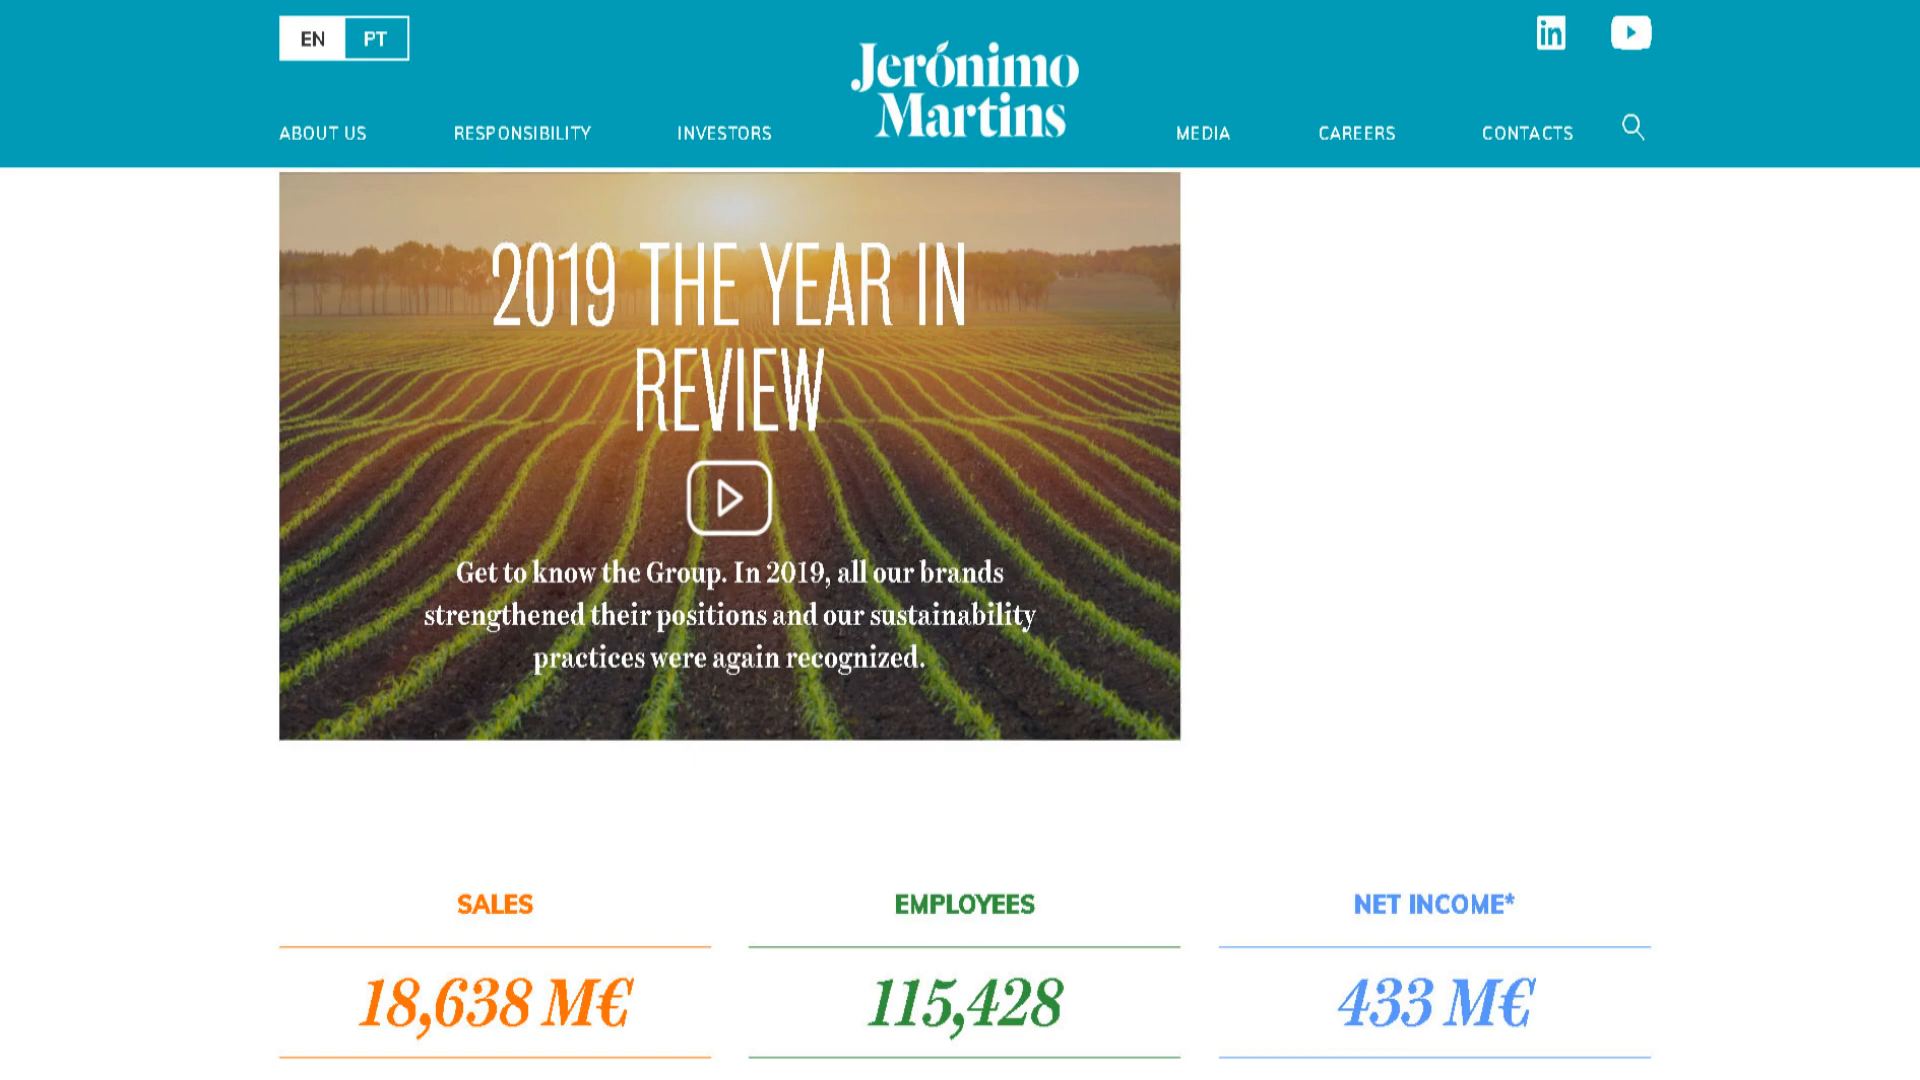 EN PT
Jerónimo
Martins
ABOUT US RESPONSIBILITY INVESTORS MEDIA CAREERS CONTACTS
2019 THE YEAR IN
REVIEW
Get to know the Group. In 2019, all our brands
strengthened their positions and our sustainability
practices were again recognized.
SALES EMPLOYEES NET INCOME*
18,638 M€ 115,428 433 M€